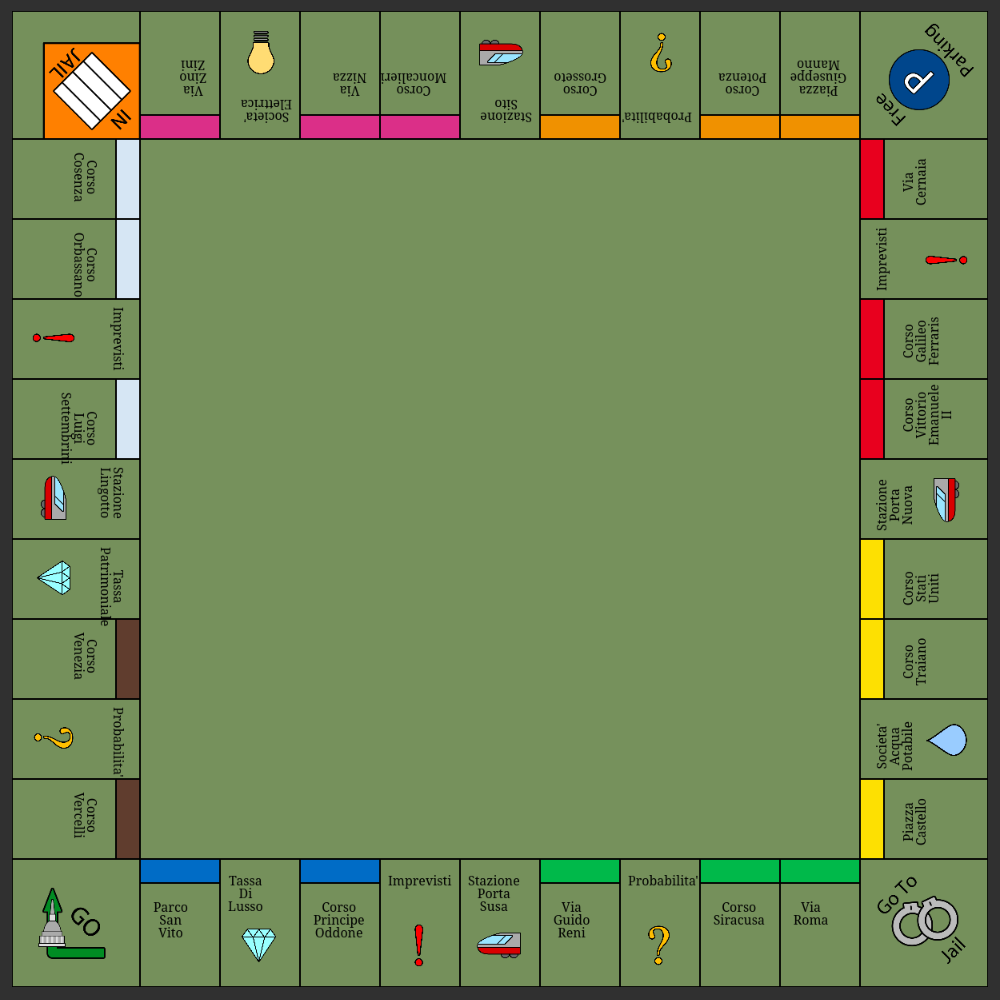 JAIL
IN
Via
Zino
Zini
Societa'
Elettrica
Via
Nizza
Corso
Moncalieri
Stazione
Sito
Corso
Grosseto
Probabilita'
Corso
Potenza
Piazza
Giuseppe
Manno
Free
Parking
Corso
Cosenza
Via
Cernaia
Corso
Orbassano
Imprevisti
Imprevisti
Corso
Galileo
Ferraris
Corso
Luigi
Settembrini
Corso
Vittorio
Emanuele
II
Stazione
Lingotto
Stazione
Porta
Nuova
Tassa
Patrimoniale
Corso
Stati
Uniti
Corso
Venezia
Corso
Traiano
Probabilita'
Societa'
Acqua
Potabile
Corso
Vercelli
Piazza
Castello
GO
Parco
San
Vito
Tassa
Di
Lusso
Corso
Principe
Oddone
Imprevisti
Stazione
Porta
Susa
Via
Guido
Reni
Probabilita'
Corso
Siracusa
Via
Roma
Go To
Jail